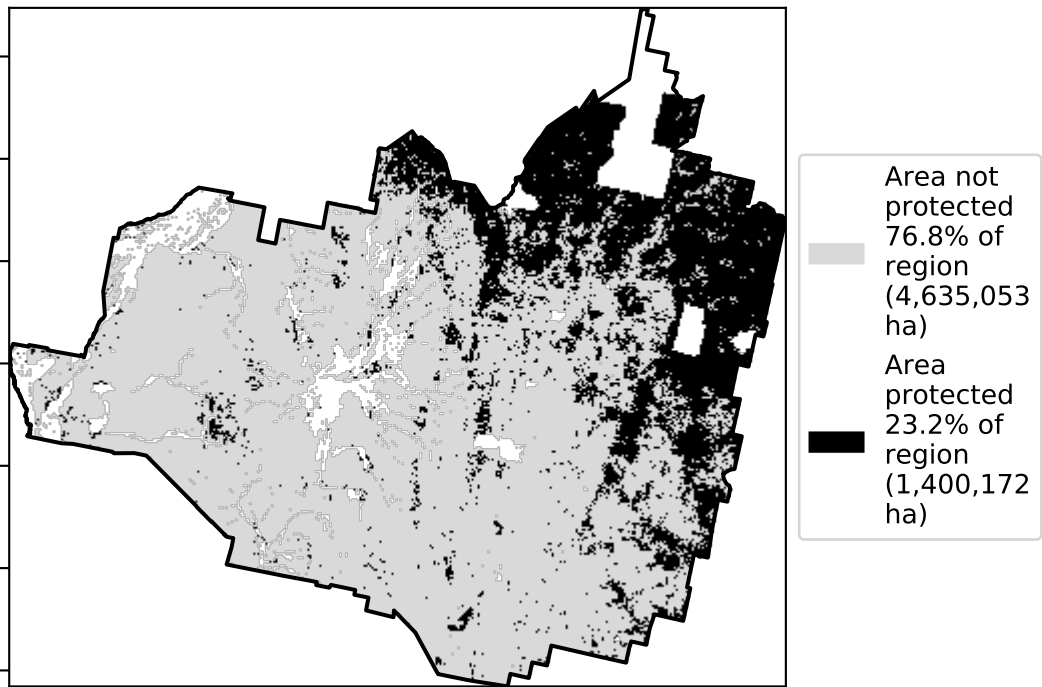 Area not
protected
76.8% of
region
(4,635,053
ha)
Area
protected
23.2% of
region
(1,400,172
ha)